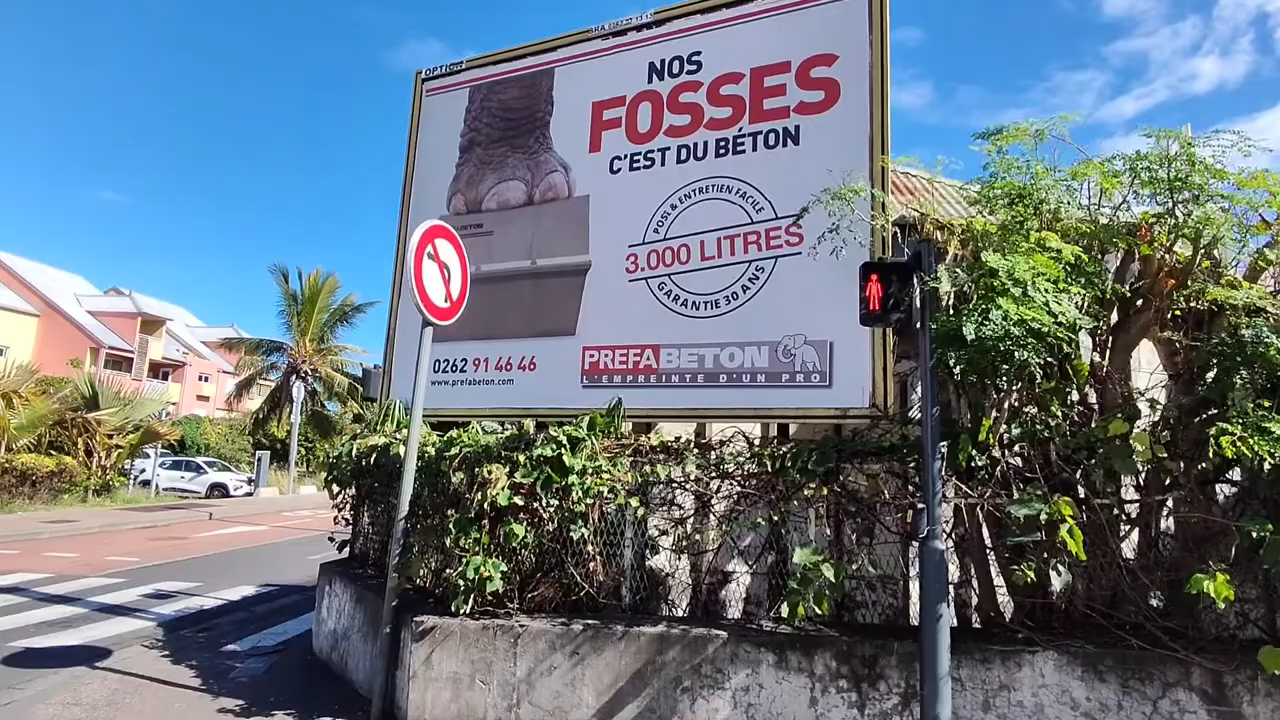 OPTION
NOS
FOSSES
C'EST DU BÉTON
POSE & ENTRETIEN FACILE
3.000 LITRES
GARANTIE 30 ANS
0262 91 46 46
www.prefabeton.com
PREFABETON
L'EMPREINTE D'UN PRO